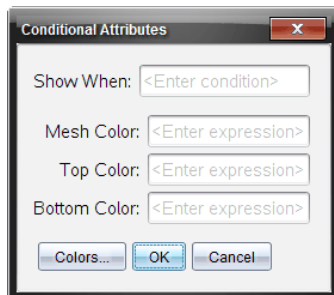 Conditional Attributes
Show When: <Enter condition>
Mesh Color: <Enter expression>
Top Color: <Enter expression>
Bottom Color: <Enter expression>
Colors... OK Cancel